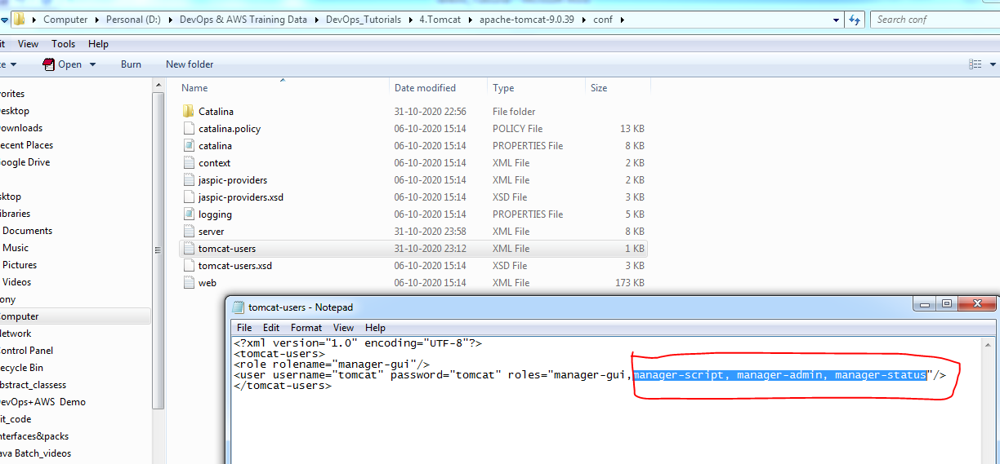 Computer Personal (D:) DevOps & AWS Training Data DevOps_Tutorials 4.Tomcat apache-tomcat-9.0.39 conf Search conf
it View Tools Help
ze Open Burn New folder
Name Date modified Type Size
vorites
esktop
ownloads
ecent Places
oogle Drive
sktop
ibraries
Documents
Music
Pictures
Videos
ony
omputer
etwork
ontrol Panel
ecycle Bin
bstract_classess
evOps+AWS Demo
it_code
nterfaces&packs
ava Batch_videos
Catalina 31-10-2020 22:56 File folder
catalina.policy 06-10-2020 15:14 POLICY File 13 KB
catalina 06-10-2020 15:14 PROPERTIES File 8 KB
context 06-10-2020 15:14 XML File 2 KB
jaspic-providers 06-10-2020 15:14 XML File 2 KB
jaspic-providers.xsd 06-10-2020 15:14 XSD File 3 KB
logging 06-10-2020 15:14 PROPERTIES File 5 KB
server 31-10-2020 23:58 XML File 8 KB
tomcat-users 31-10-2020 23:12 XML File 1 KB
tomcat-users.xsd 06-10-2020 15:14 XSD File 3 KB
web 06-10-2020 15:14 XML File 173 KB
tomcat-users - Notepad
File Edit Format View Help
<?xml version="1.0" encoding="UTF-8"?>
<tomcat-users>
<role rolename="manager-gui"/>
<user username="tomcat" password="tomcat" roles="manager-gui,manager-script, manager-admin, manager-status"/>
</tomcat-users>